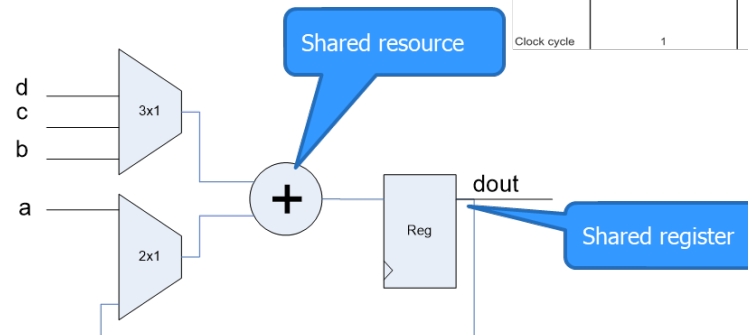 Shared resource
Clock cycle 1
d
c
b
3x1
a
2x1
+
Reg
dout
Shared register